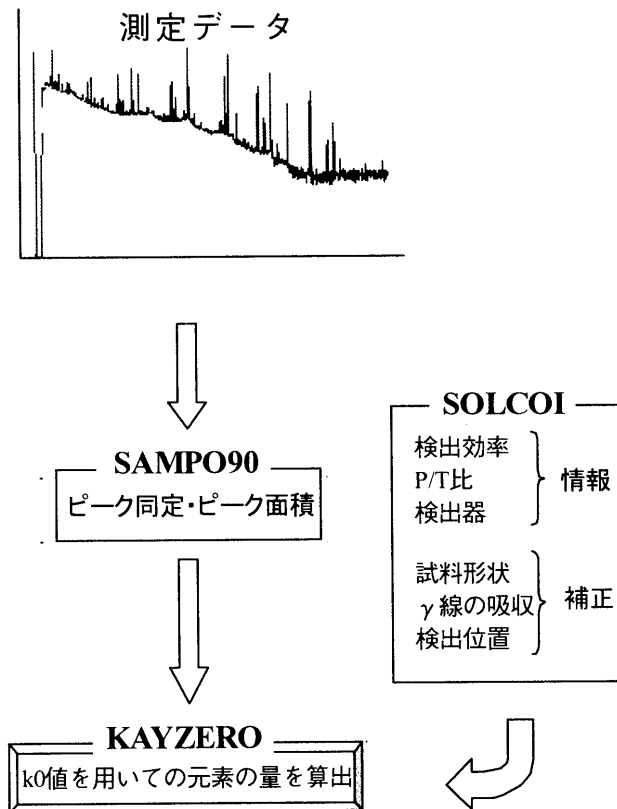 測定データ
SAMPO90
ピーク同定・ピーク面積
SOLCOI
検出効率
P/T比
検出器
情報
試料形状
γ線の吸収
検出位置
補正
KAYZERO
k0値を用いての元素の量を算出